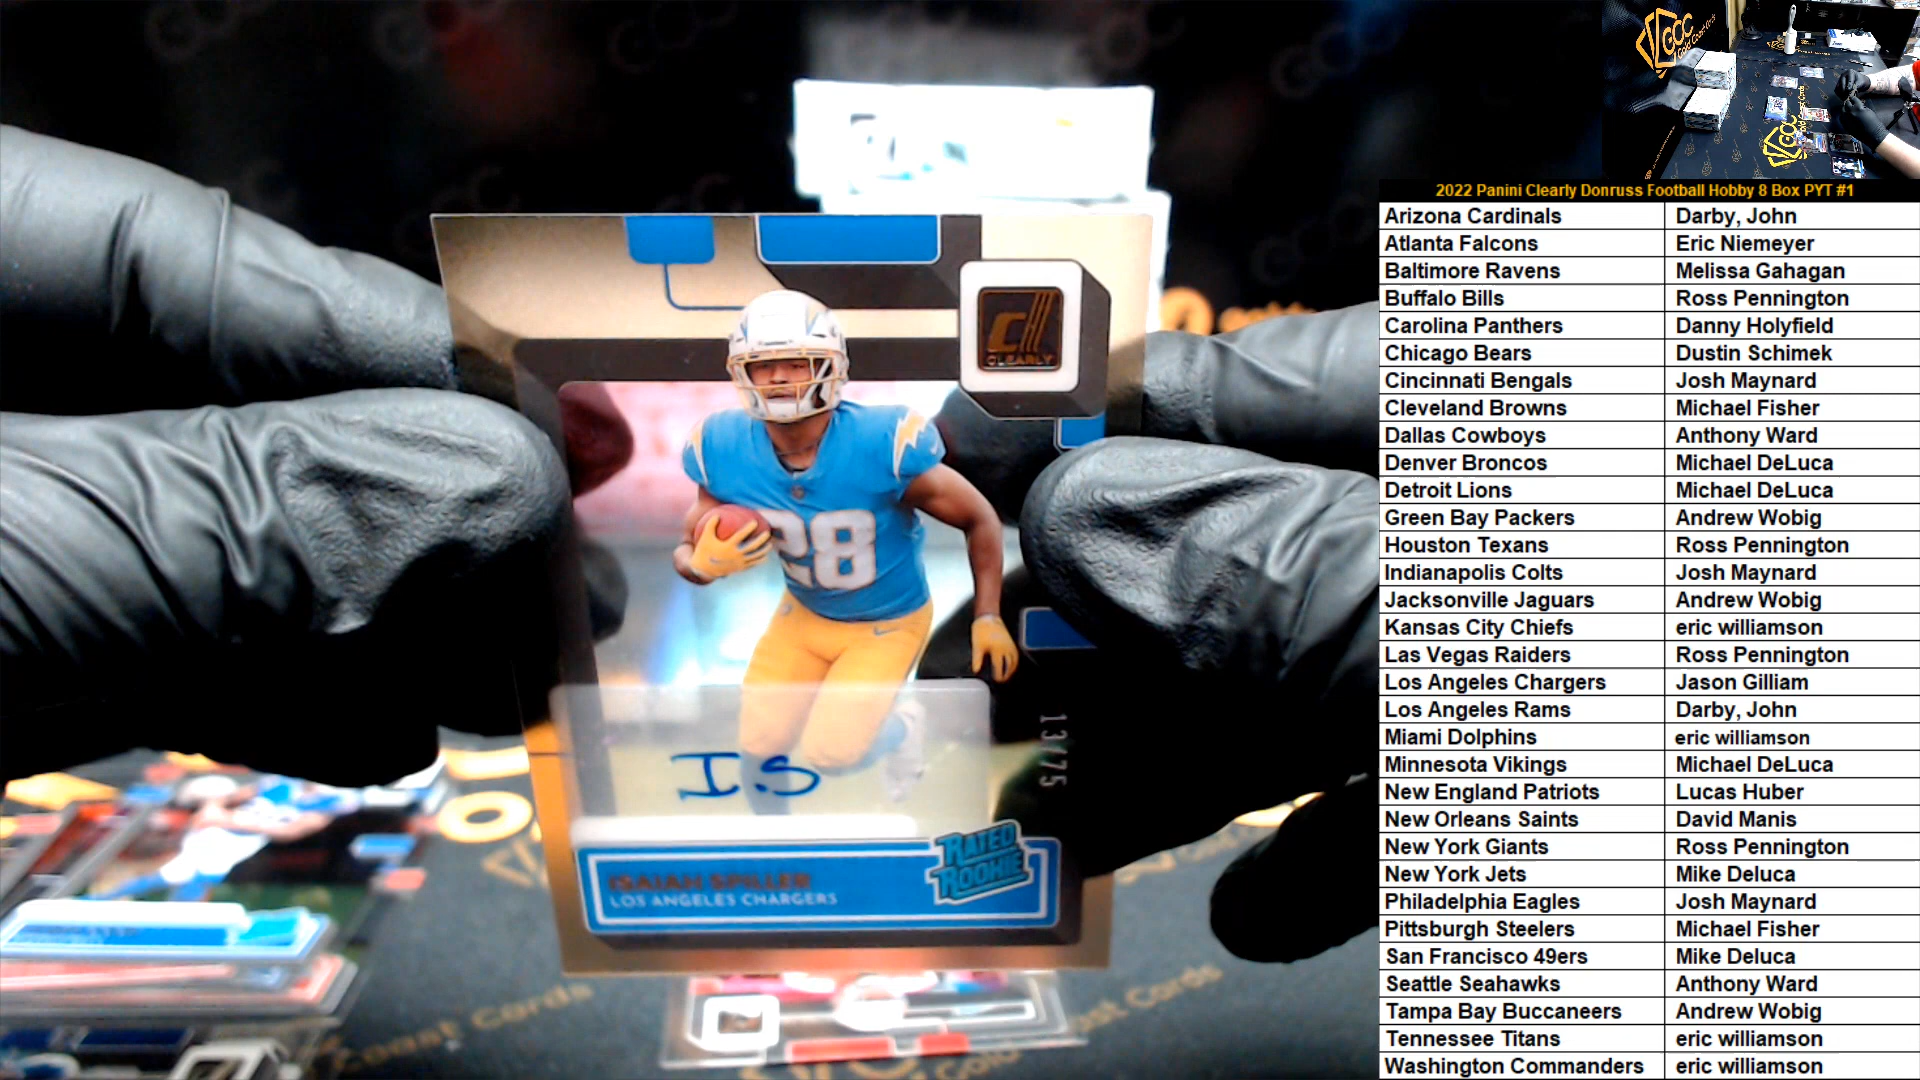 GCC
Gold Coast Cards
2022 Panini Clearly Donruss Football Hobby 8 Box PYT #1
Arizona Cardinals Darby, John
Atlanta Falcons Eric Niemeyer
Baltimore Ravens Melissa Gahagan
Buffalo Bills Ross Pennington
Carolina Panthers Danny Holyfield
Chicago Bears Dustin Schimek
Cincinnati Bengals Josh Maynard
Cleveland Browns Michael Fisher
Dallas Cowboys Anthony Ward
Denver Broncos Michael DeLuca
Detroit Lions Michael DeLuca
Green Bay Packers Andrew Wobig
Houston Texans Ross Pennington
Indianapolis Colts Josh Maynard
Jacksonville Jaguars Andrew Wobig
Kansas City Chiefs eric williamson
Las Vegas Raiders Ross Pennington
Los Angeles Chargers Jason Gilliam
Los Angeles Rams Darby, John
Miami Dolphins eric williamson
Minnesota Vikings Michael DeLuca
New England Patriots Lucas Huber
New Orleans Saints David Manis
New York Giants Ross Pennington
New York Jets Mike Deluca
Philadelphia Eagles Josh Maynard
Pittsburgh Steelers Michael Fisher
San Francisco 49ers Mike Deluca
Seattle Seahawks Anthony Ward
Tampa Bay Buccaneers Andrew Wobig
Tennessee Titans eric williamson
Washington Commanders eric williamson
CLEARLY
28
13/75
I.S
RATED
ROOKIE
ISAIAH SPILLER
LOS ANGELES CHARGERS
Coast Cards